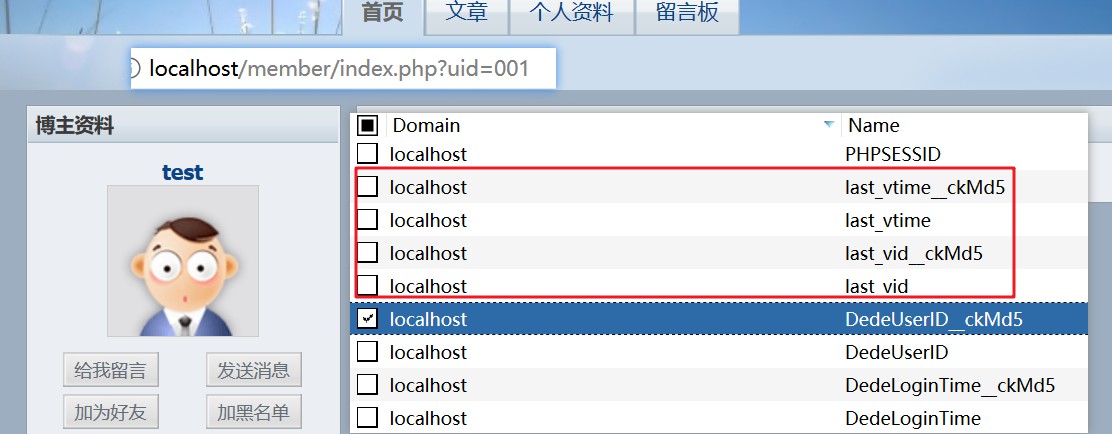 首页 文章 个人资料 留言板
localhost/member/index.php?uid=001
博主资料
test
给我留言 发送消息
加为好友 加黑名单
Domain Name
localhost PHPSESSID
localhost last_vtime__ckMd5
localhost last_vtime
localhost last_vid__ckMd5
localhost last_vid
localhost DedeUserID__ckMd5
localhost DedeUserID
localhost DedeLoginTime__ckMd5
localhost DedeLoginTime